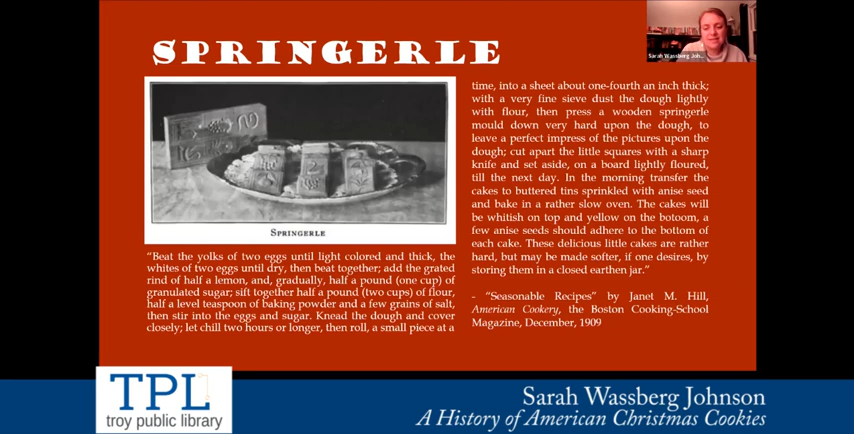 SPRINGERLE
Sarah Wassberg Joh...
SPRINGERLE
“Beat the yolks of two eggs until light colored and thick, the
whites of two eggs until dry, then beat together; add the grated
rind of half a lemon, and, gradually, half a pound (one cup) of
granulated sugar; sift together half a pound (two cups) of flour,
half a level teaspoon of baking powder and a few grains of salt,
then stir into the eggs and sugar. Knead the dough and cover
closely; let chill two hours or longer, then roll, a small piece at a
time, into a sheet about one-fourth an inch thick;
with a very fine sieve dust the dough lightly
with flour, then press a wooden springerle
mould down very hard upon the dough, to
leave a perfect impress of the pictures upon the
dough; cut apart the little squares with a sharp
knife and set aside, on a board lightly floured,
till the next day. In the morning transfer the
cakes to buttered tins sprinkled with anise seed
and bake in a rather slow oven. The cakes will
be whitish on top and yellow on the botoom, a
few anise seeds should adhere to the bottom of
each cake. These delicious little cakes are rather
hard, but may be made softer, if one desires, by
storing them in a closed earthen jar.”
- “Seasonable Recipes” by Janet M. Hill,
American Cookery, the Boston Cooking-School
Magazine, December, 1909
TPL
troy public library
Sarah Wassberg Johnson
A History of American Christmas Cookies